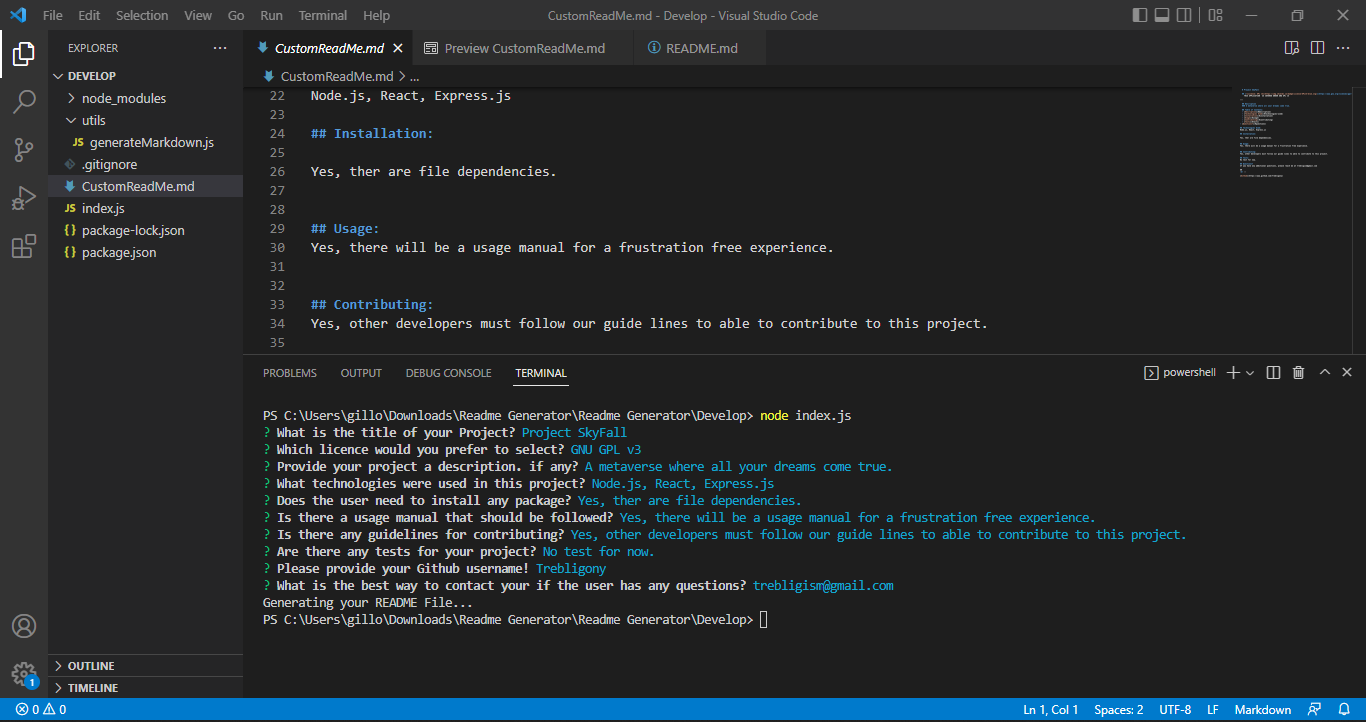 File Edit Selection View Go Run Terminal Help CustomReadMe.md - Develop - Visual Studio Code
EXPLORER
DEVELOP
node_modules
utils
JS generateMarkdown.js
.gitignore
CustomReadMe.md
JS index.js
{} package-lock.json
{} package.json
OUTLINE
TIMELINE
CustomReadMe.md Preview CustomReadMe.md README.md
CustomReadMe.md > ...
22 Node.js, React, Express.js
23
24 ## Installation:
25
26 Yes, ther are file dependencies.
27
28
29 ## Usage:
30 Yes, there will be a usage manual for a frustration free experience.
31
32
33 ## Contributing:
34 Yes, other developers must follow our guide lines to able to contribute to this project.
35
PROBLEMS OUTPUT DEBUG CONSOLE TERMINAL powershell
PS C:\Users\gillo\Downloads\Readme Generator\Readme Generator\Develop> node index.js
? What is the title of your Project? Project SkyFall
? Which licence would you prefer to select? GNU GPL v3
? Provide your project a description. if any? A metaverse where all your dreams come true.
? What technologies were used in this project? Node.js, React, Express.js
? Does the user need to install any package? Yes, ther are file dependencies.
? Is there a usage manual that should be followed? Yes, there will be a usage manual for a frustration free experience.
? Is there any guidelines for contributing? Yes, other developers must follow our guide lines to able to contribute to this project.
? Are there any tests for your project? No test for now.
? Please provide your Github username! Trebligony
? What is the best way to contact your if the user has any questions? trebligism@gmail.com
Generating your README File...
PS C:\Users\gillo\Downloads\Readme Generator\Readme Generator\Develop>
1
0 0 Ln 1, Col 1 Spaces: 2 UTF-8 LF Markdown